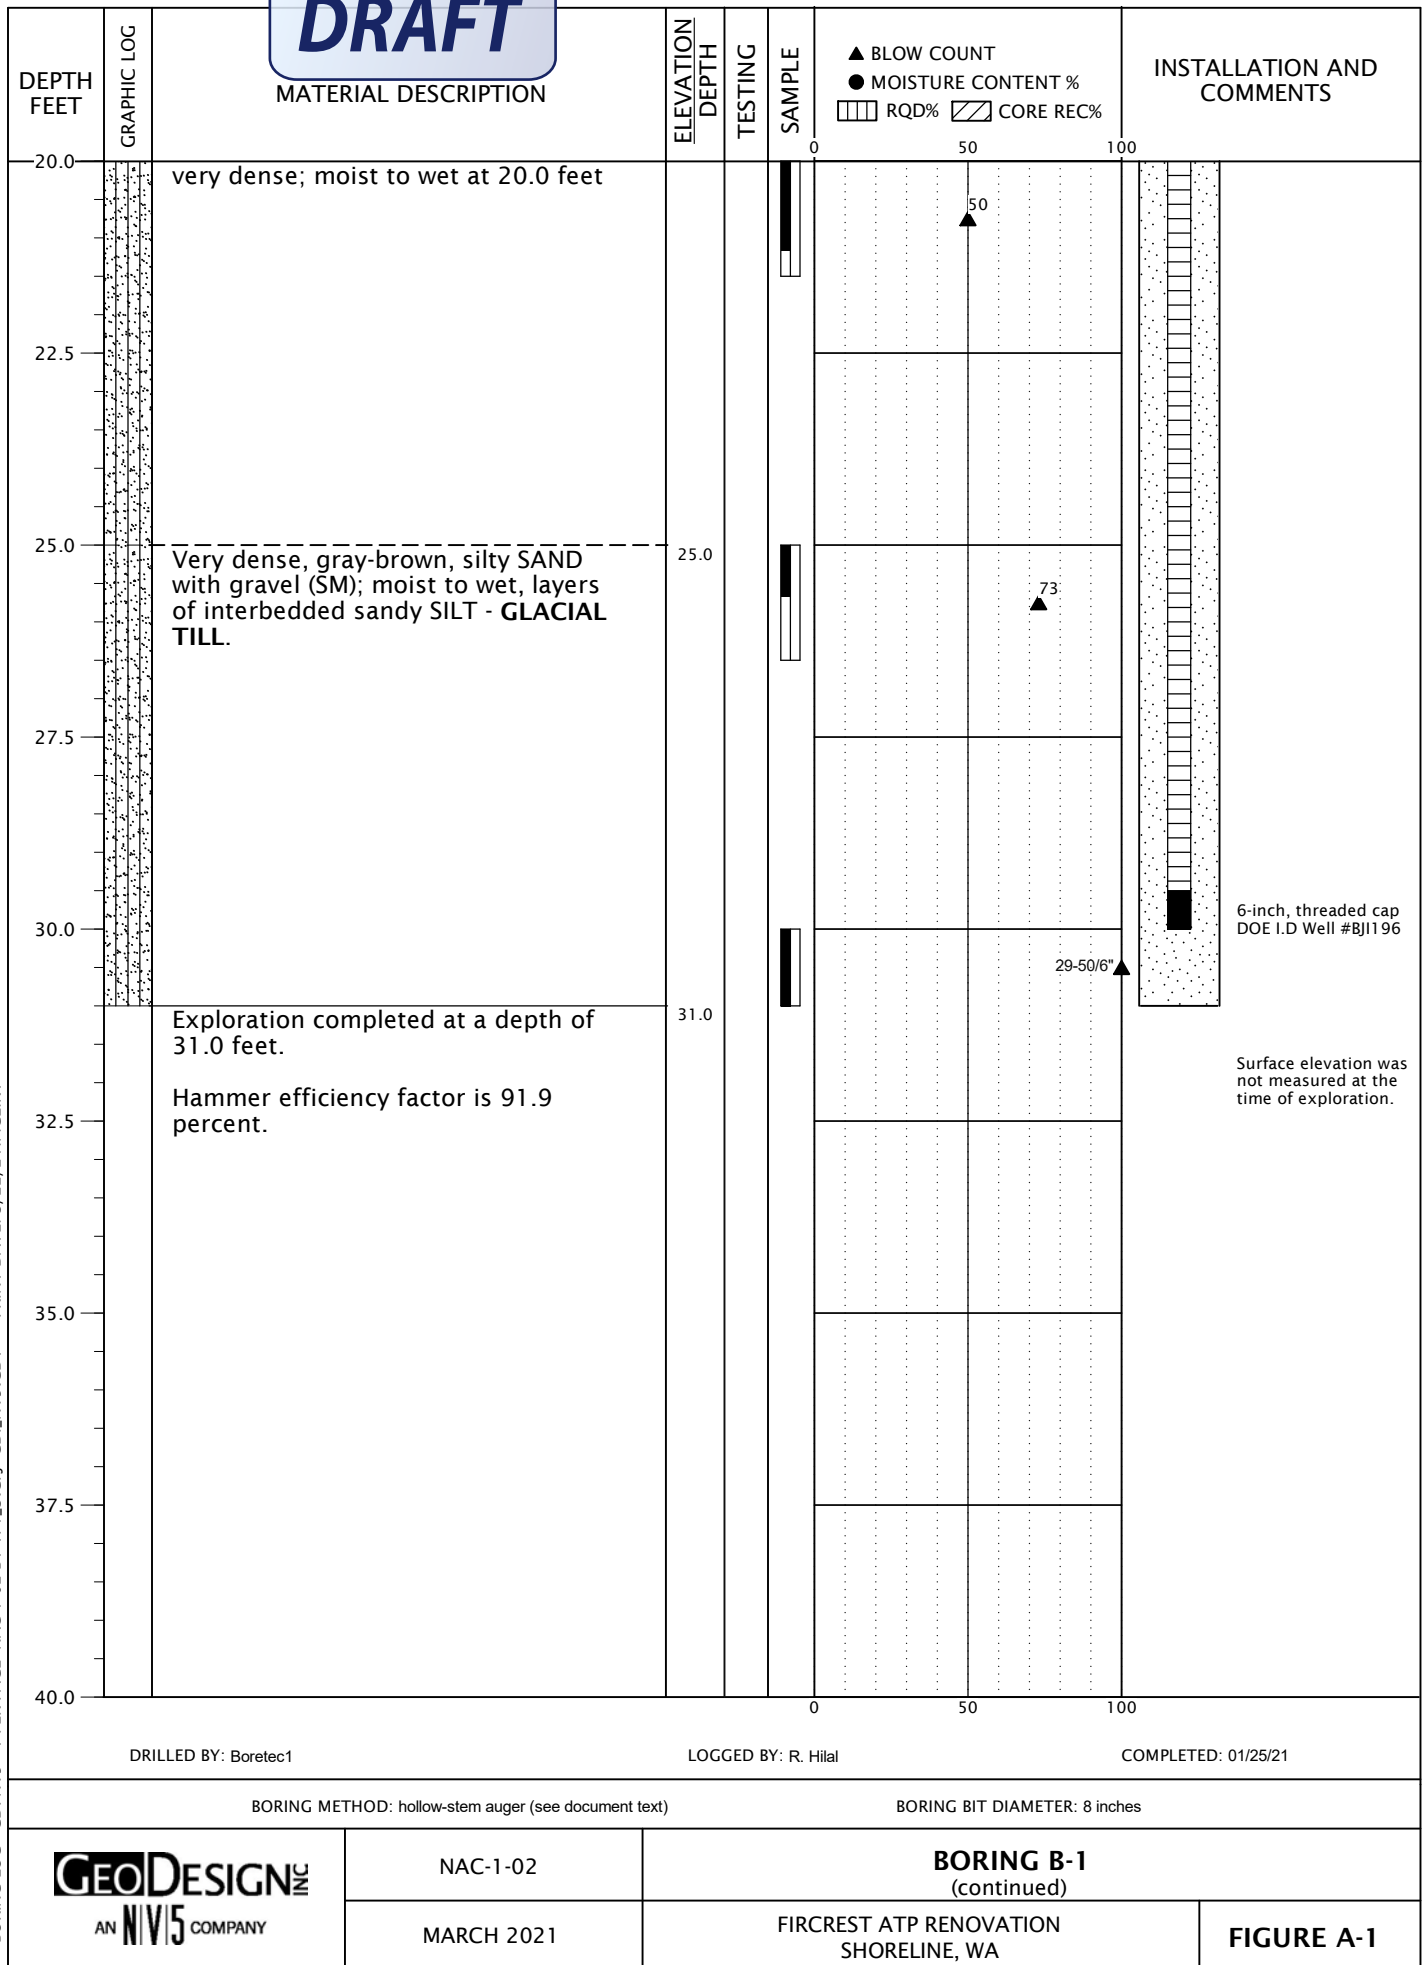 DRAFT
DEPTH
FEET
GRAPHIC LOG
MATERIAL DESCRIPTION
ELEVATION
DEPTH
TESTING
SAMPLE
▲ BLOW COUNT
● MOISTURE CONTENT %
RQD% CORE REC%
INSTALLATION AND
COMMENTS
0 50 100
20.0
very dense; moist to wet at 20.0 feet
50
22.5
25.0
Very dense, gray-brown, silty SAND
with gravel (SM); moist to wet, layers
of interbedded sandy SILT - GLACIAL
TILL.
25.0
73
27.5
30.0
29-50/6"
6-inch, threaded cap
DOE I.D Well #BJI196
Exploration completed at a depth of
31.0 feet.
31.0
Hammer efficiency factor is 91.9
percent.
Surface elevation was
not measured at the
time of exploration.
32.5
35.0
37.5
40.0
0 50 100
DRILLED BY: Boretec1
LOGGED BY: R. Hilal
COMPLETED: 01/25/21
BORING METHOD: hollow-stem auger (see document text)
BORING BIT DIAMETER: 8 inches
GEODESIGN INC
AN N|V|5 COMPANY
NAC-1-02
MARCH 2021
BORING B-1
(continued)
FIRCREST ATP RENOVATION
SHORELINE, WA
FIGURE A-1